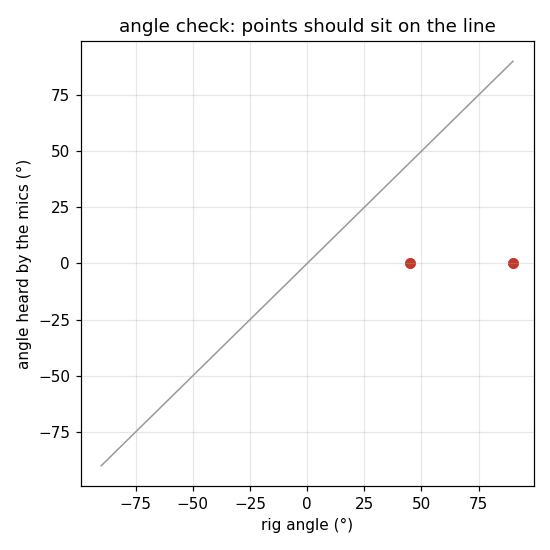 angle check: points should sit on the line
angle heard by the mics (°)
75
50
25
0
−25
−50
−75
−75 −50 −25 0 25 50 75
rig angle (°)